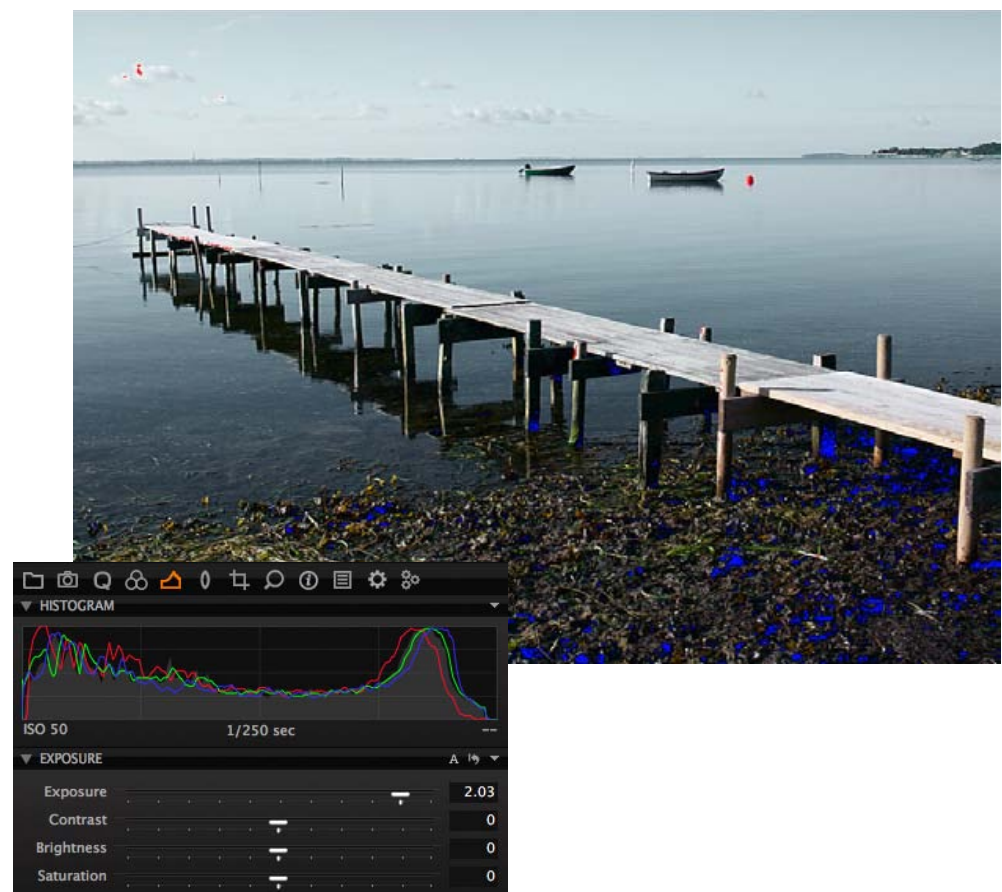 HISTOGRAM
ISO 50 1/250 sec --
EXPOSURE A
Exposure 2.03
Contrast 0
Brightness 0
Saturation 0